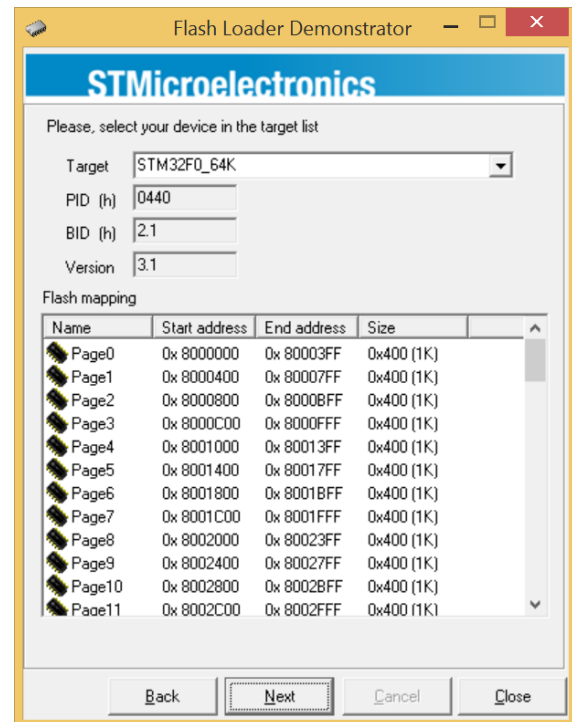 Flash Loader Demonstrator
STMicroelectronics
Please, select your device in the target list
Target STM32F0_64K
PID (h) 0440
BID (h) 2.1
Version 3.1
Flash mapping
Name Start address End address Size
Page0 0x 8000000 0x 80003FF 0x400 (1K)
Page1 0x 8000400 0x 80007FF 0x400 (1K)
Page2 0x 8000800 0x 8000BFF 0x400 (1K)
Page3 0x 8000C00 0x 8000FFF 0x400 (1K)
Page4 0x 8001000 0x 80013FF 0x400 (1K)
Page5 0x 8001400 0x 80017FF 0x400 (1K)
Page6 0x 8001800 0x 8001BFF 0x400 (1K)
Page7 0x 8001C00 0x 8001FFF 0x400 (1K)
Page8 0x 8002000 0x 80023FF 0x400 (1K)
Page9 0x 8002400 0x 80027FF 0x400 (1K)
Page10 0x 8002800 0x 8002BFF 0x400 (1K)
Page11 0x 8002C00 0x 8002FFF 0x400 (1K)
Back Next Cancel Close